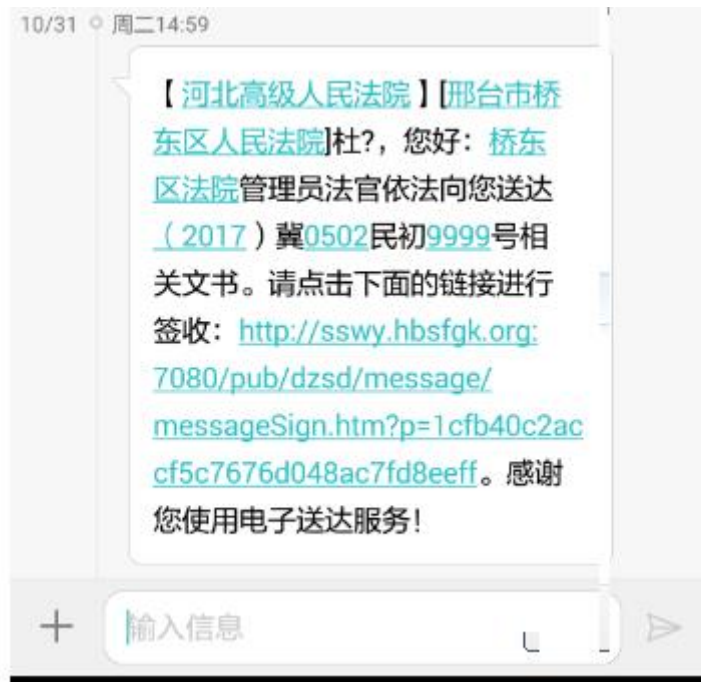 10/31 周二14:59
【河北高级人民法院】[邢台市桥
东区人民法院]杜?，您好：桥东
区法院管理员法官依法向您送达
（2017）冀0502民初9999号相
关文书。请点击下面的链接进行
签收：http://sswy.hbsfgk.org:
7080/pub/dzsd/message/
messageSign.htm?p=1cfb40c2ac
cf5c7676d048ac7fd8eeff。感谢
您使用电子送达服务！
输入信息